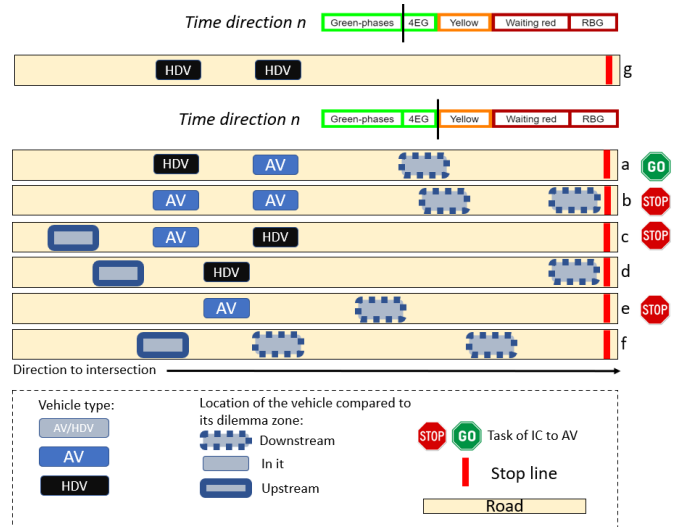 Time direction n
Green-phases 4EG Yellow Waiting red RBG
HDV HDV g
Time direction n
Green-phases 4EG Yellow Waiting red RBG
HDV AV a GO
AV AV b STOP
AV HDV c STOP
HDV d
AV e STOP
f
Direction to intersection
Vehicle type:
AV/HDV
AV
HDV
Location of the vehicle compared to
its dilemma zone:
Downstream
In it
Upstream
STOP GO Task of IC to AV
Stop line
Road